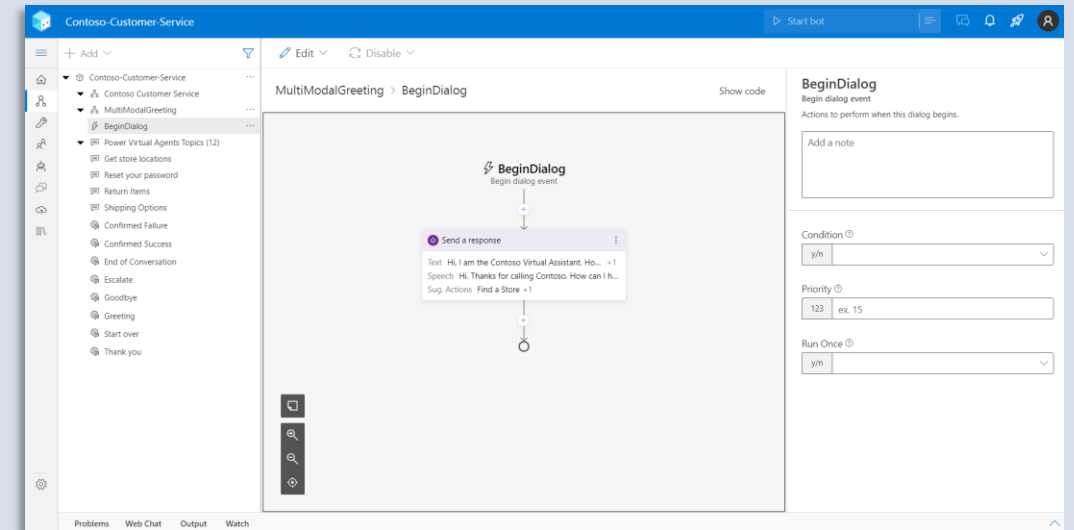 Contoso-Customer-Service
Start bot
Add
Edit
Disable
Contoso-Customer-Service
Contoso Customer Service
MultiModalGreeting
BeginDialog
Power Virtual Agents Topics (12)
Get store locations
Reset your password
Return Items
Shipping Options
Confirmed Failure
Confirmed Success
End of Conversation
Escalate
Goodbye
Greeting
Start over
Thank you
MultiModalGreeting > BeginDialog
Show code
BeginDialog
Begin dialog event
Send a response
Text Hi, I am the Contoso Virtual Assistant. Ho... +1
Speech Hi. Thanks for calling Contoso. How can I h...
Sug. Actions Find a Store +1
BeginDialog
Begin dialog event
Actions to perform when this dialog begins.
Add a note
Condition
y/n
Priority
123 ex. 15
Run Once
y/n
Problems Web Chat Output Watch